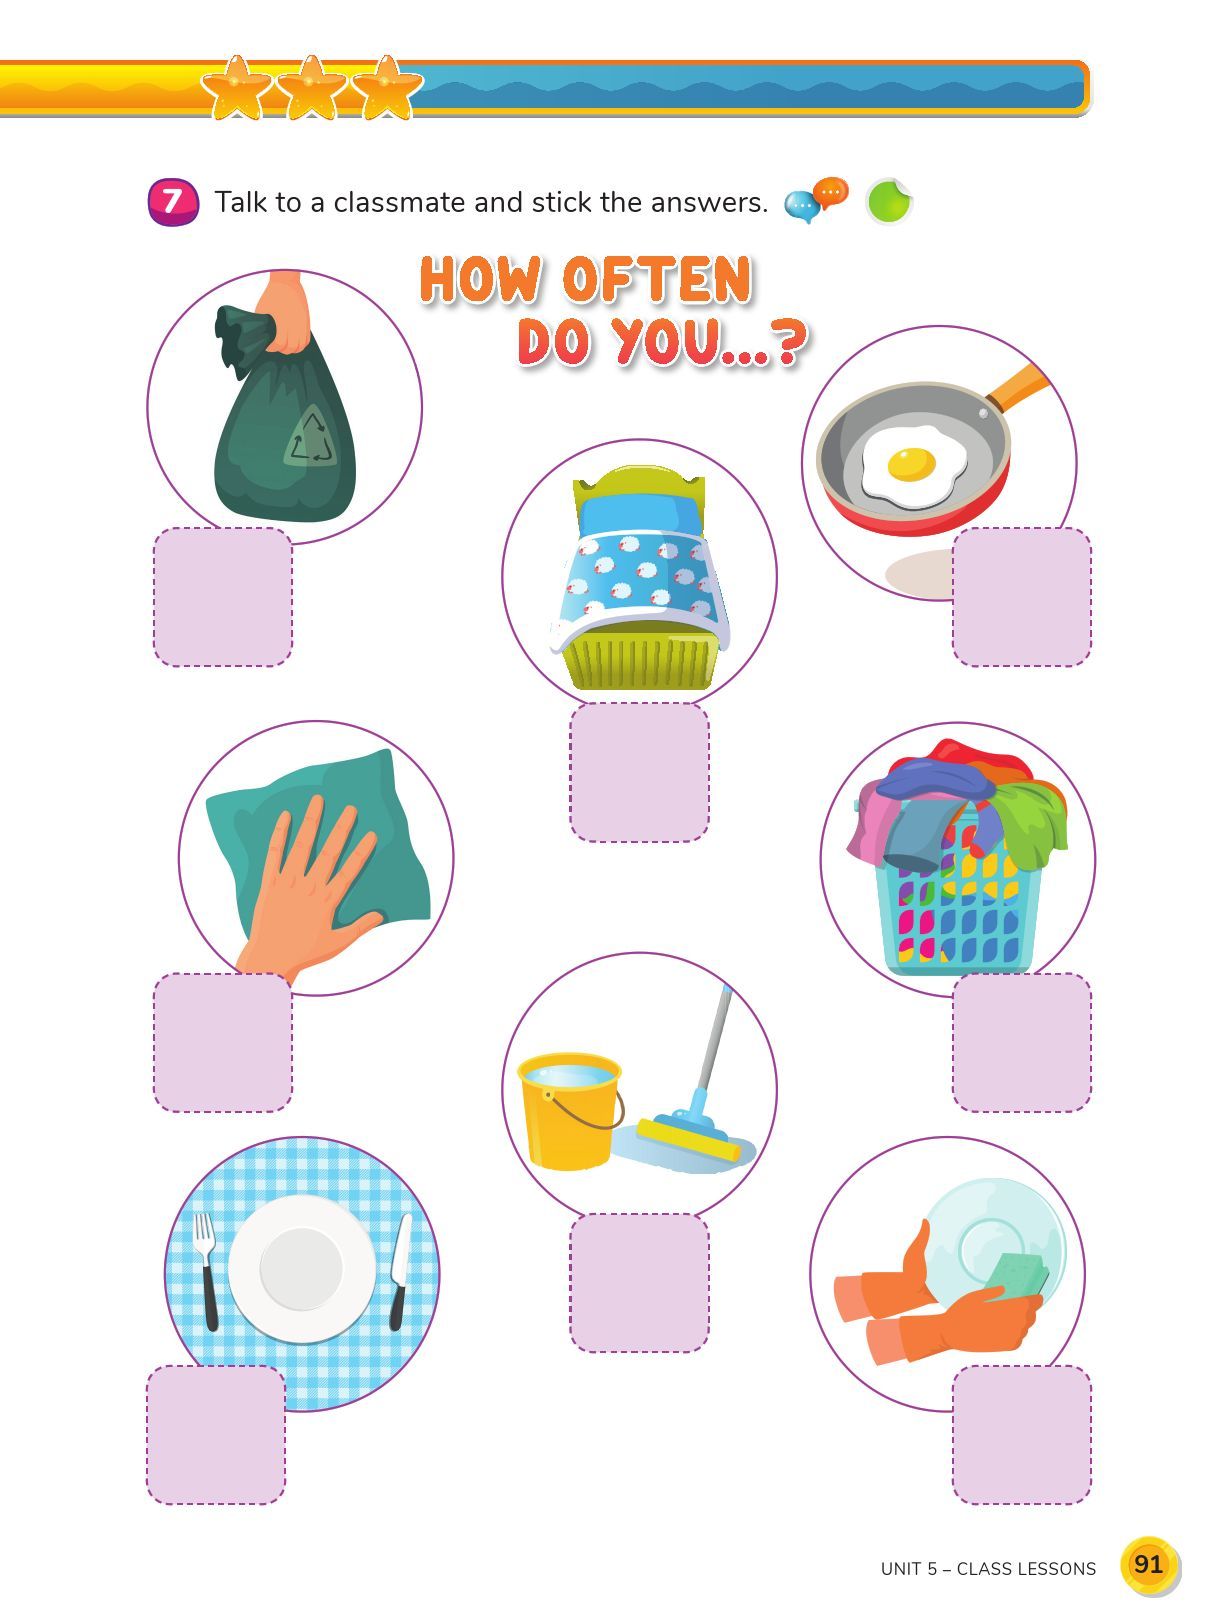 7 Talk to a classmate and stick the answers.
HOW OFTEN
DO YOU...?
UNIT 5 – CLASS LESSONS 91